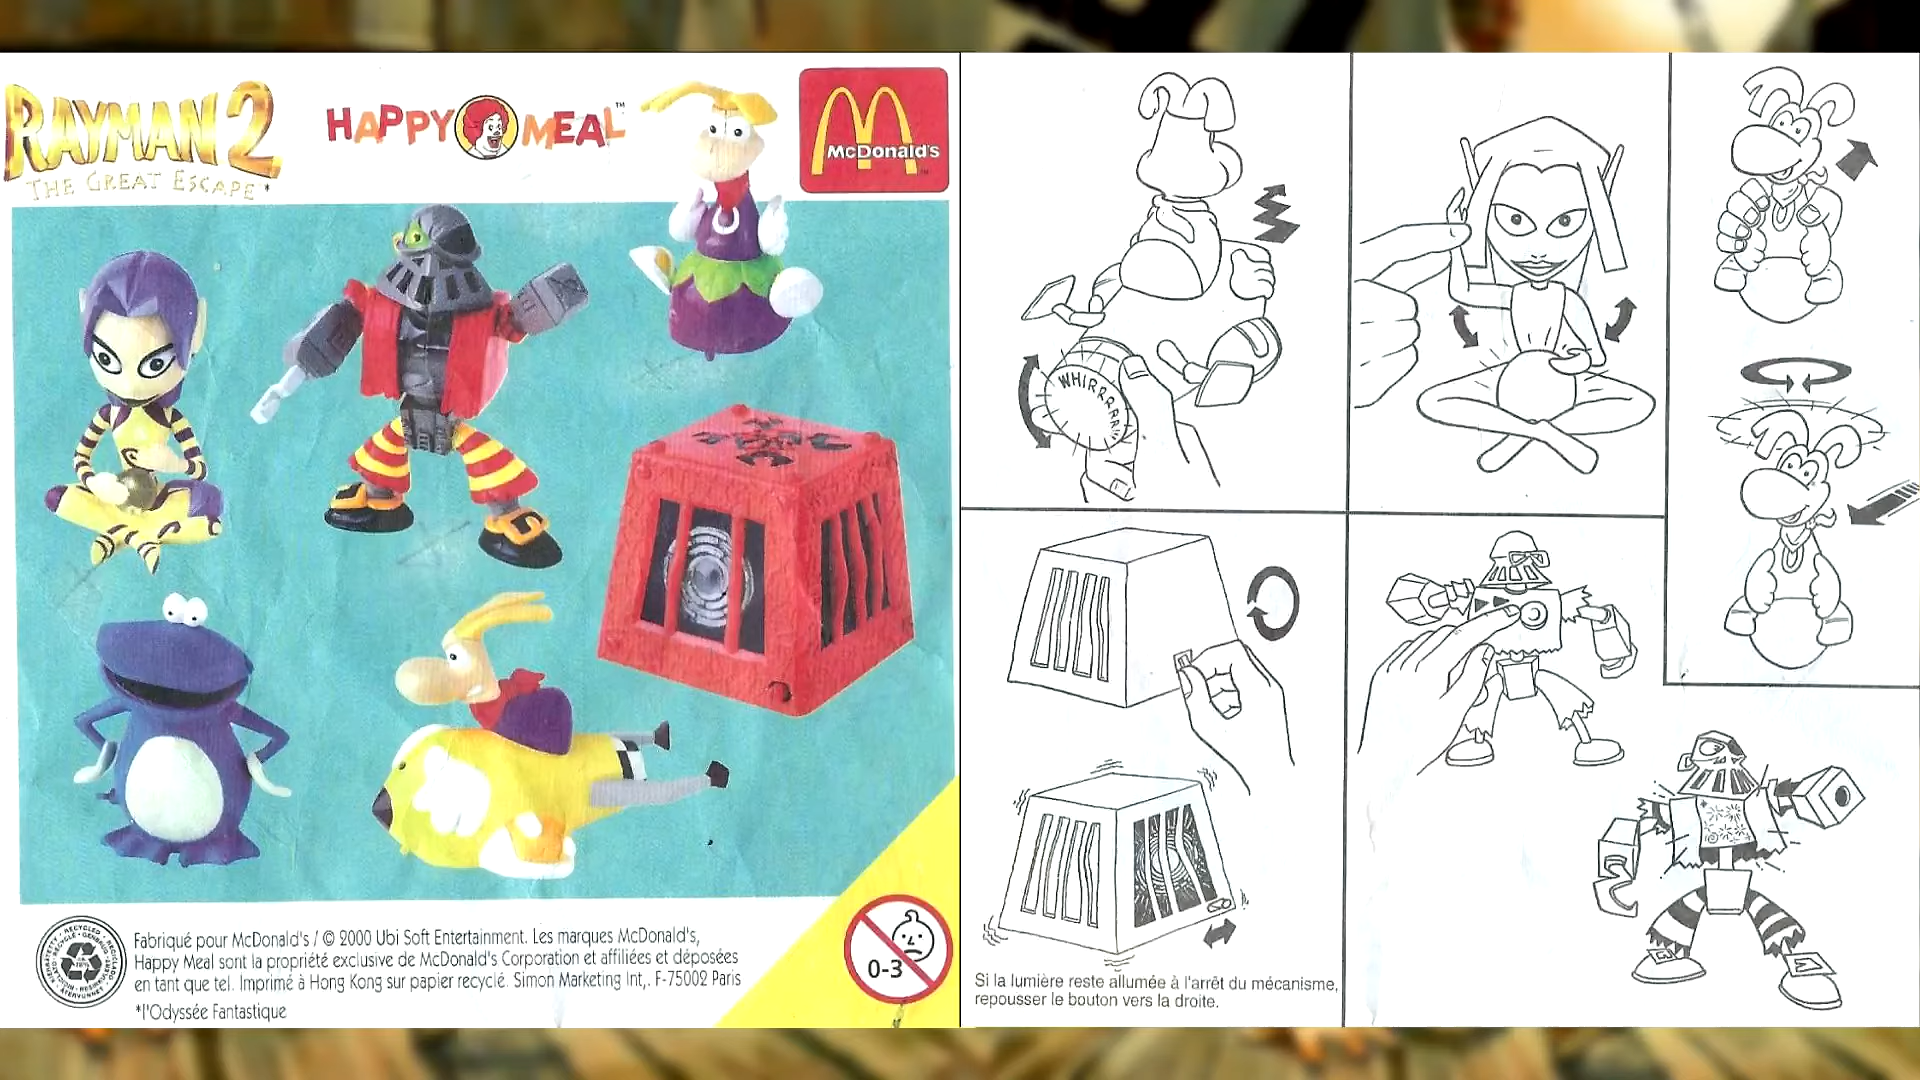 RAYMAN 2
THE GREAT ESCAPE*
HAPPY MEAL™
McDonald's™
WHIRRRRR
0-3
Fabriqué pour McDonald's / © 2000 Ubi Soft Entertainment. Les marques McDonald's,
Happy Meal sont la propriété exclusive de McDonald's Corporation et affiliées et déposées
en tant que tel. Imprimé à Hong Kong sur papier recyclé. Simon Marketing Int,. F-75002 Paris
*l'Odyssée Fantastique
Si la lumière reste allumée à l'arrêt du mécanisme,
repousser le bouton vers la droite.